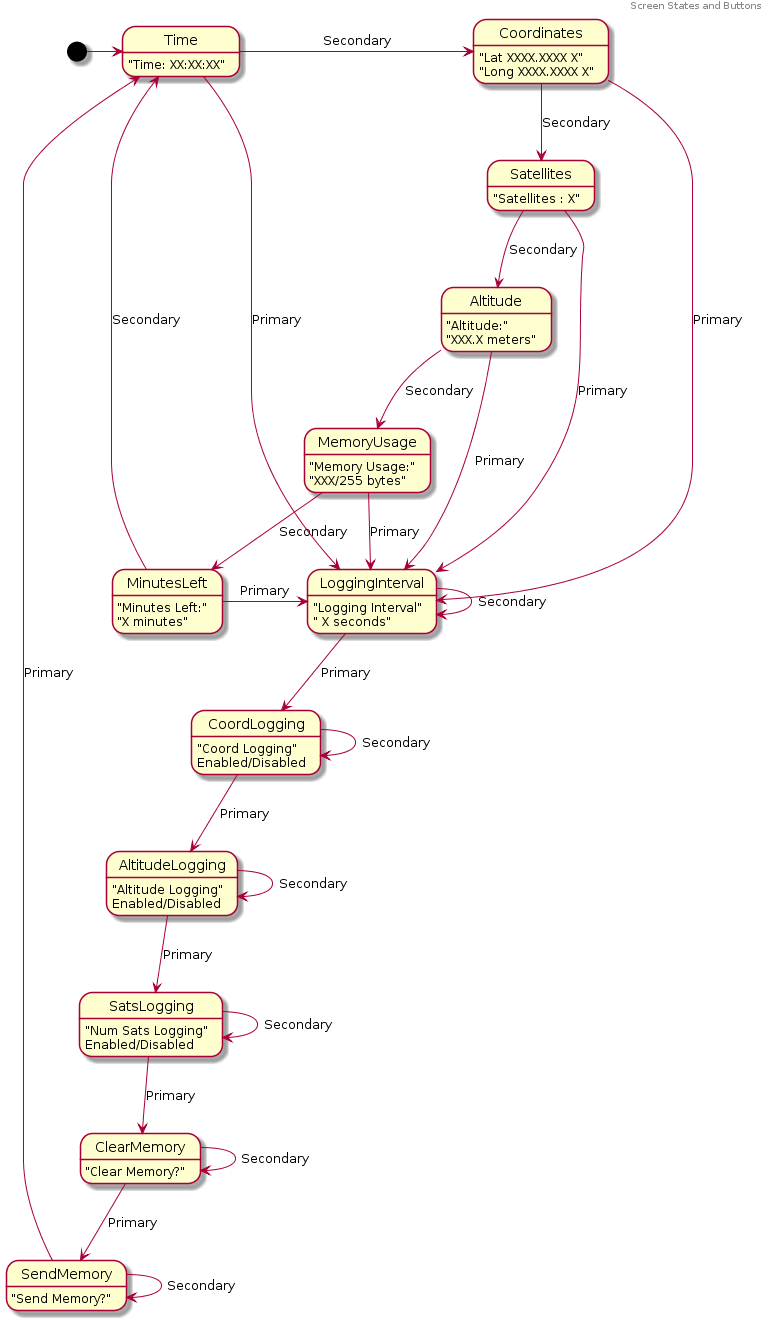 Screen States and Buttons
Time
"Time: XX:XX:XX"
Secondary
Coordinates
"Lat XXXX.XXXX X"
"Long XXXX.XXXX X"
Secondary
Satellites
"Satellites : X"
Secondary
Altitude
"Altitude:"
"XXX.X meters"
Secondary
Primary
Primary
Secondary
Primary
MemoryUsage
"Memory Usage:"
"XXX/255 bytes"
Primary
Secondary
Primary
MinutesLeft
"Minutes Left:"
"X minutes"
Primary
LoggingInterval
"Logging Interval"
" X seconds"
Secondary
Primary
Primary
CoordLogging
"Coord Logging"
Enabled/Disabled
Secondary
Primary
AltitudeLogging
"Altitude Logging"
Enabled/Disabled
Secondary
Primary
SatsLogging
"Num Sats Logging"
Enabled/Disabled
Secondary
Primary
ClearMemory
"Clear Memory?"
Secondary
Primary
SendMemory
"Send Memory?"
Secondary